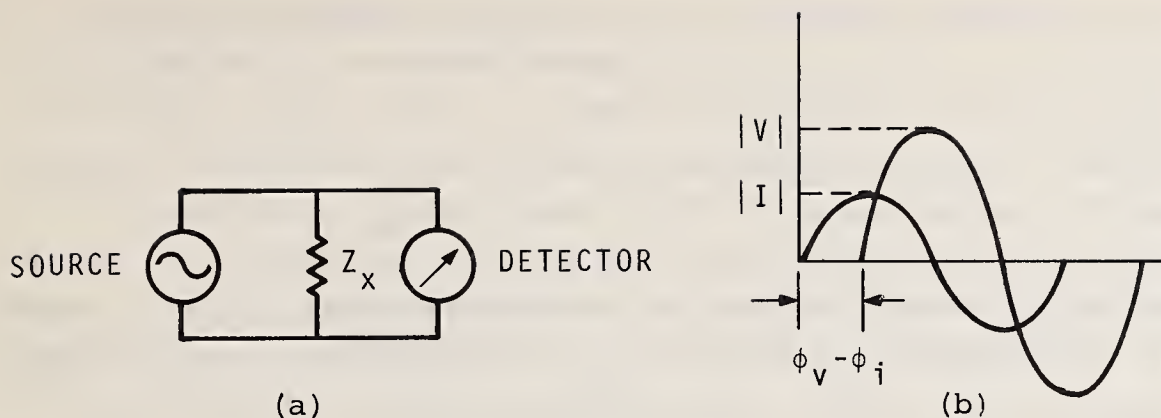 SOURCE
Z_x
DETECTOR
(a)
|V|
|I|
ϕ_v - ϕ_i
(b)